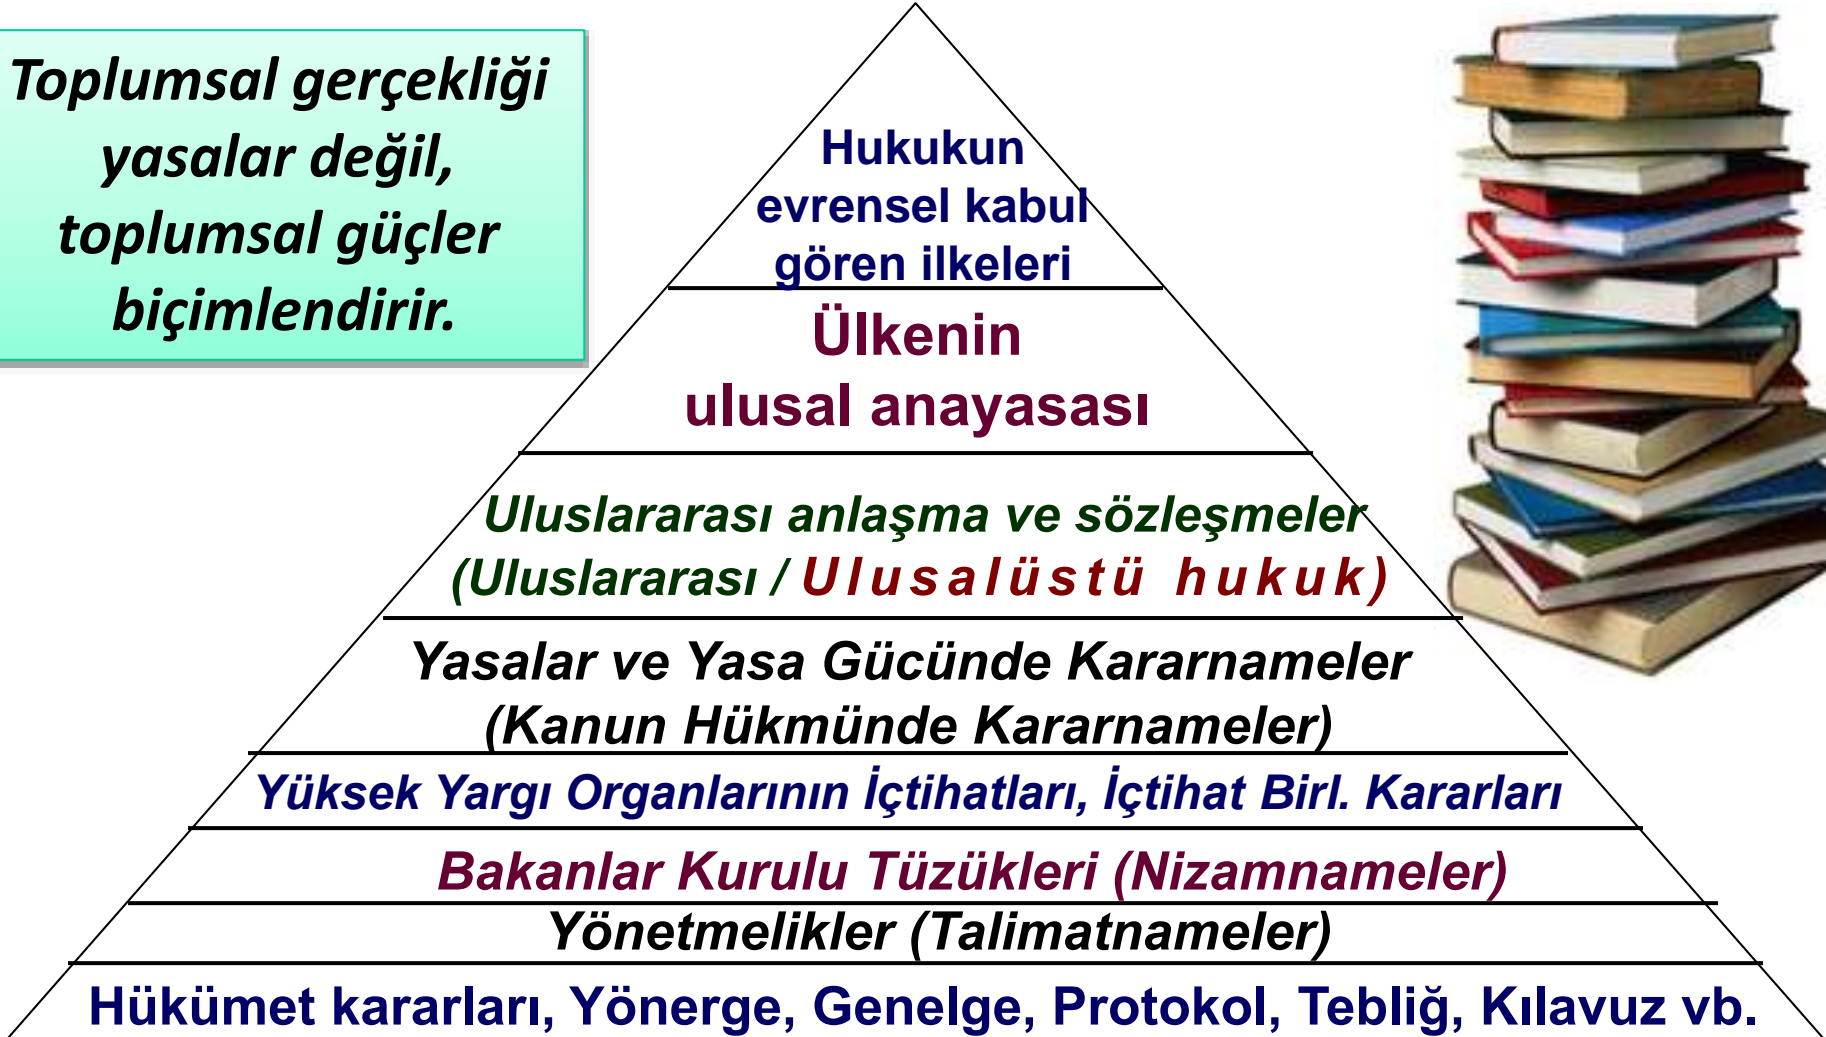 Toplumsal gerçekliği
yasalar değil,
toplumsal güçler
biçimlendirir.
Hukukun
evrensel kabul
gören ilkeleri
Ülkenin
ulusal anayasası
Uluslararası anlaşma ve sözleşmeler
(Uluslararası / Ulusalüstü hukuk)
Yasalar ve Yasa Gücünde Kararnameler
(Kanun Hükmünde Kararnameler)
Yüksek Yargı Organlarının İçtihatları, İçtihat Birl. Kararları
Bakanlar Kurulu Tüzükleri (Nizamnameler)
Yönetmelikler (Talimatnameler)
Hükümet kararları, Yönerge, Genelge, Protokol, Tebliğ, Kılavuz vb.